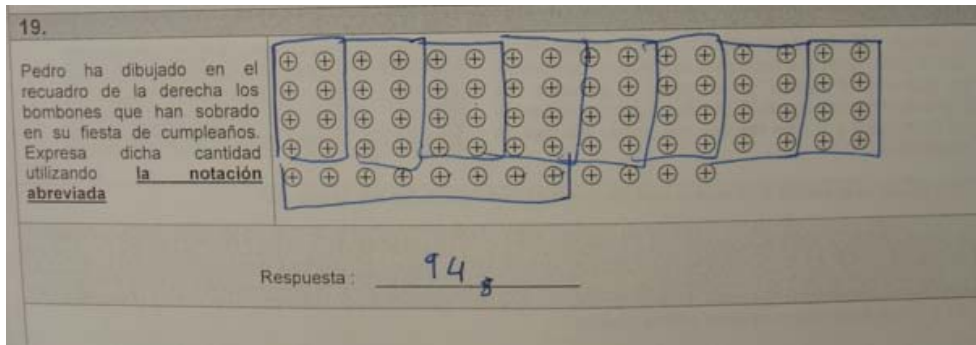 19.
Pedro ha dibujado en el
recuadro de la derecha los
bombones que han sobrado
en su fiesta de cumpleaños.
Expresa dicha cantidad
utilizando la notación
abreviada
Respuesta : 94 8